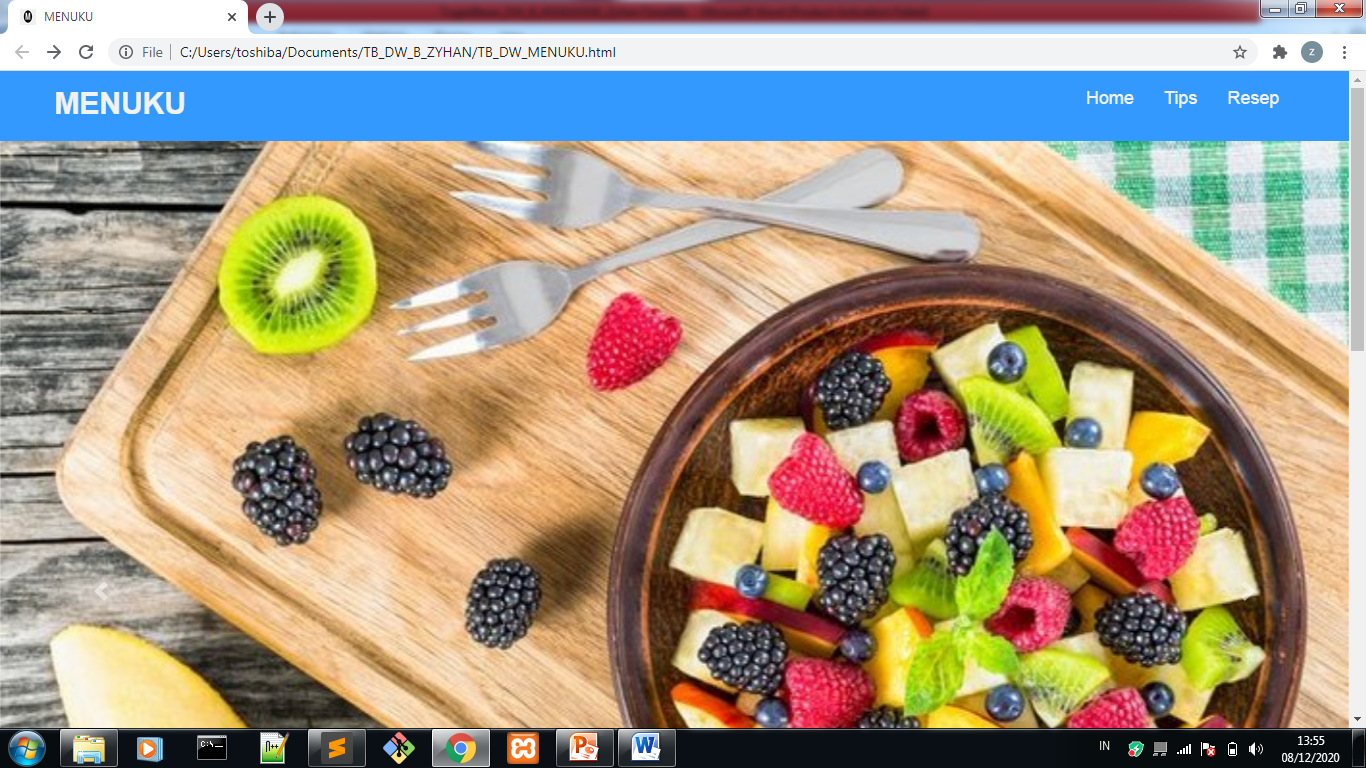 MENUKU
File
C:/Users/toshiba/Documents/TB_DW_B_ZYHAN/TB_DW_MENUKU.html
z
MENUKU
Home Tips Resep
IN
13:55
08/12/2020